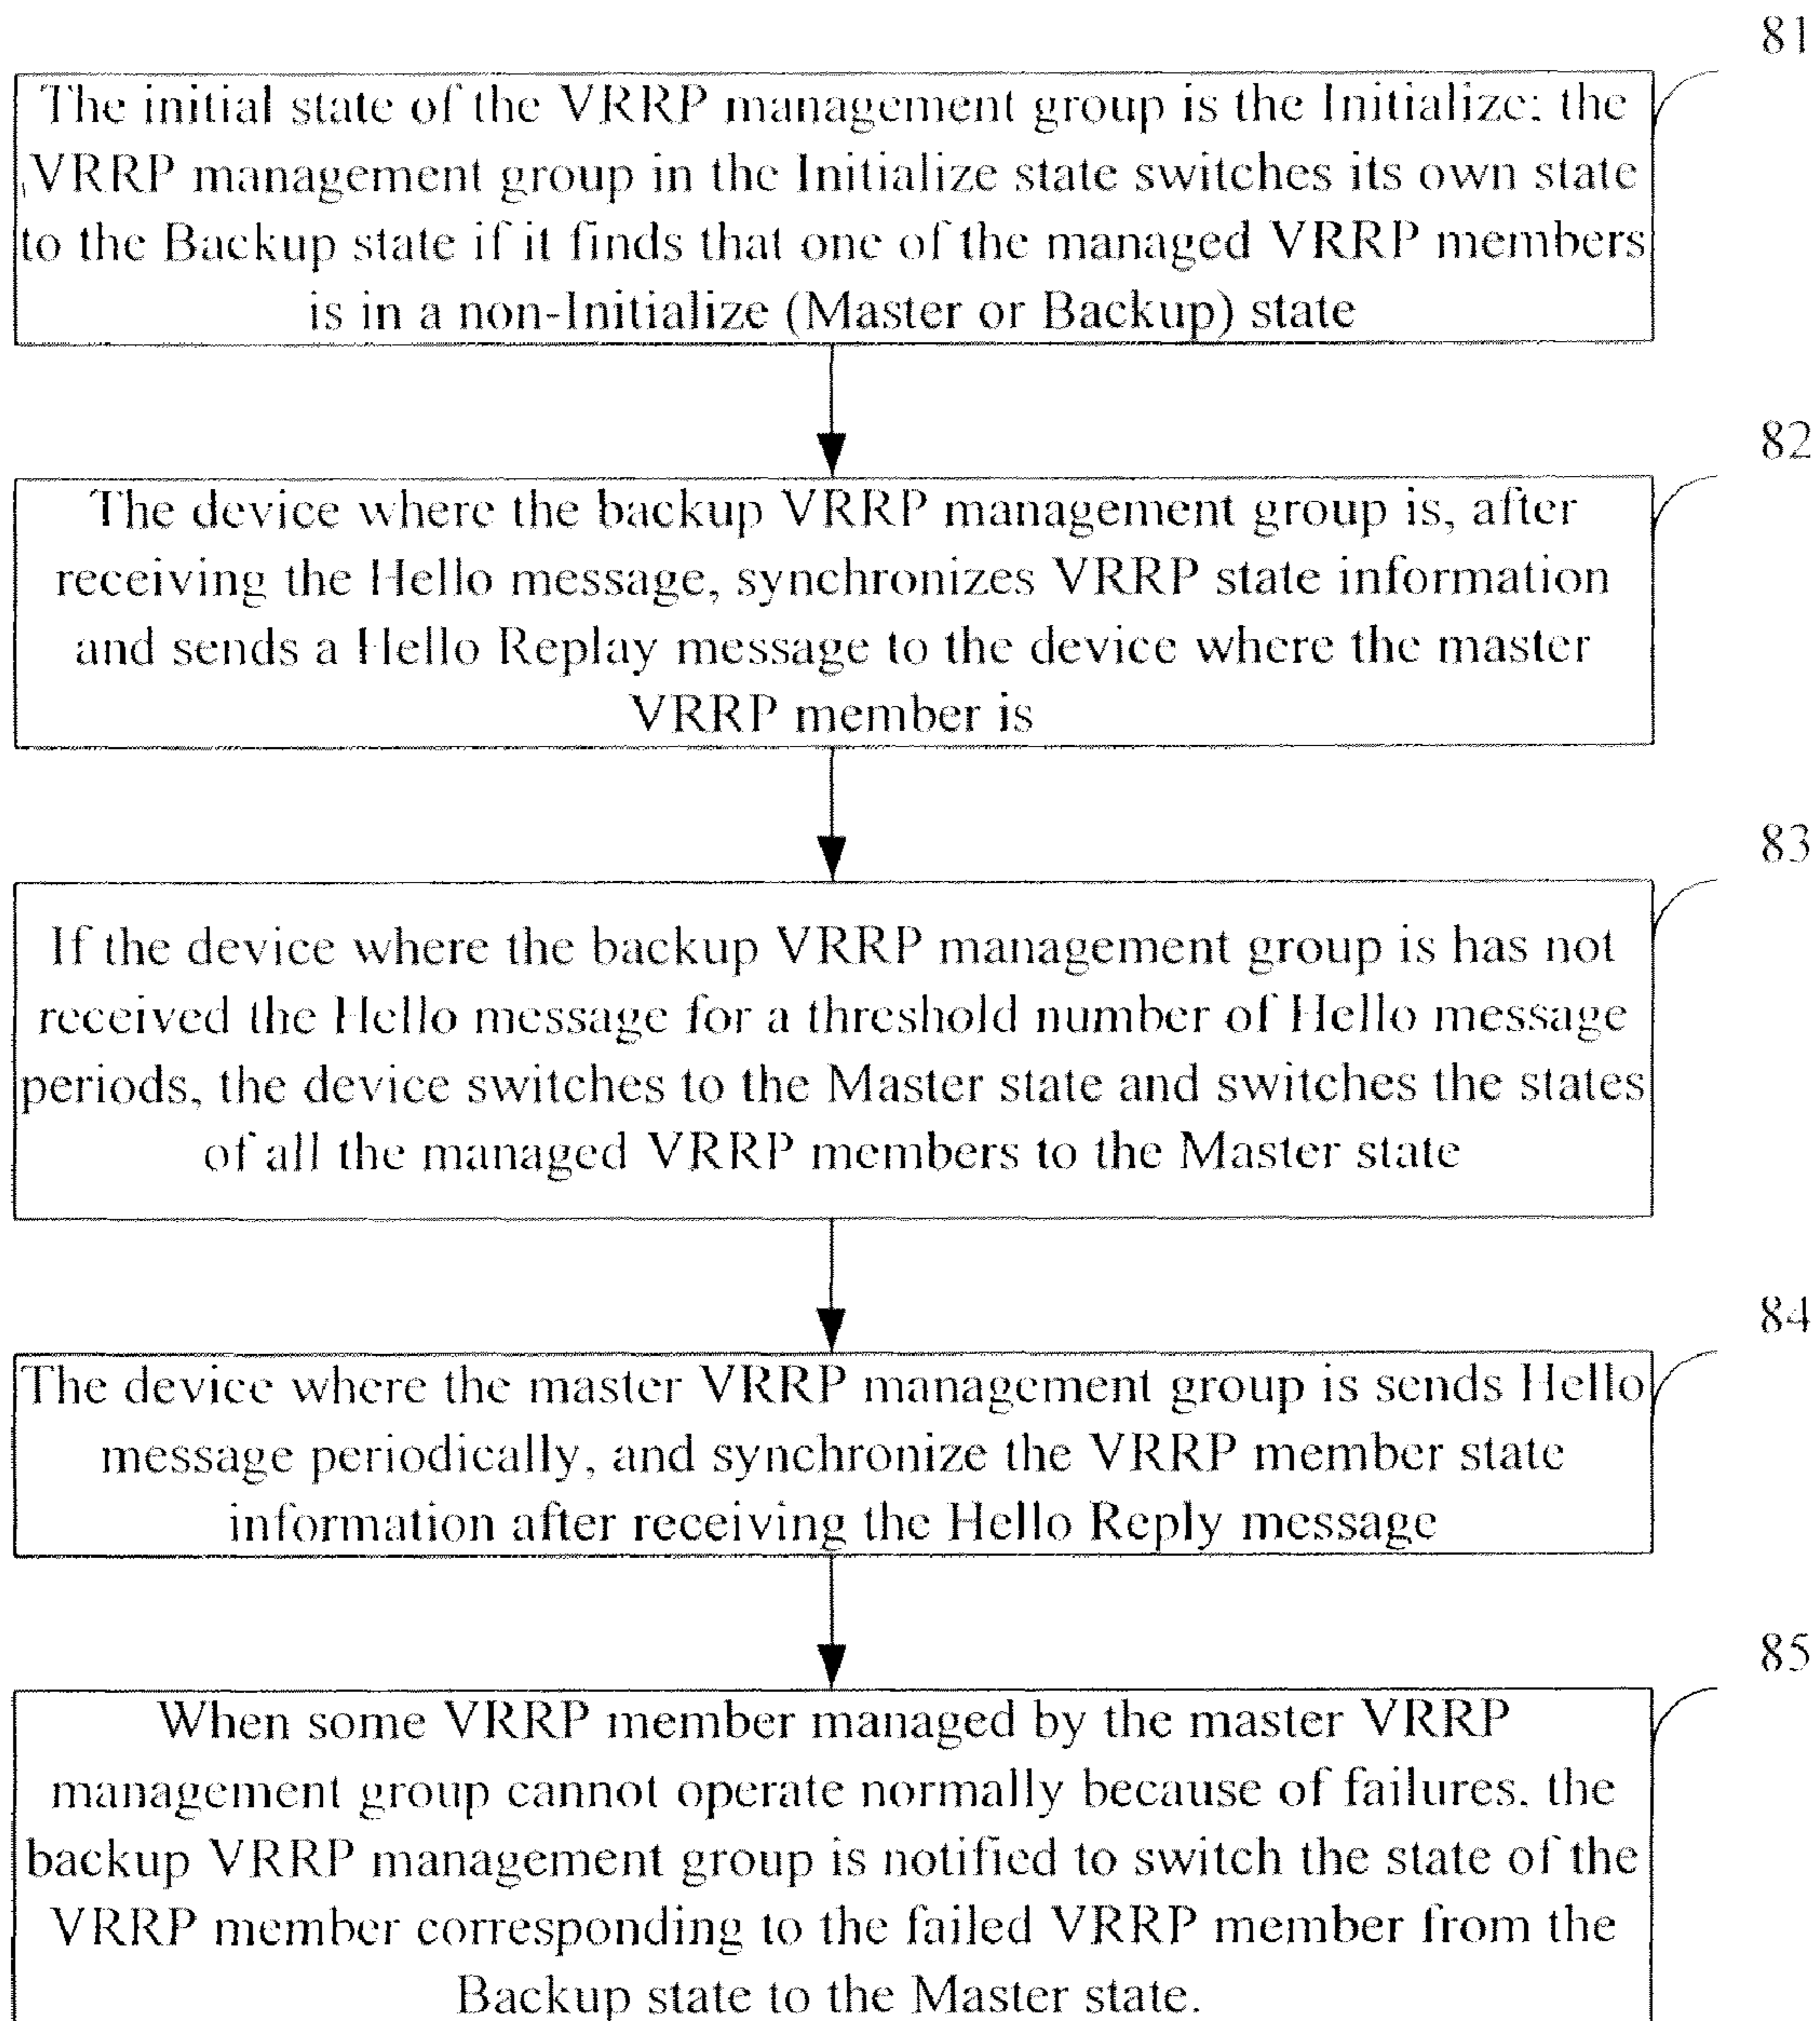 81
The initial state of the VRRP management group is the Initialize; the
VRRP management group in the Initialize state switches its own state
to the Backup state if it finds that one of the managed VRRP members
is in a non-Initialize (Master or Backup) state
82
The device where the backup VRRP management group is, after
receiving the Hello message, synchronizes VRRP state information
and sends a Hello Replay message to the device where the master
VRRP member is
83
If the device where the backup VRRP management group is has not
received the Hello message for a threshold number of Hello message
periods, the device switches to the Master state and switches the states
of all the managed VRRP members to the Master state
84
The device where the master VRRP management group is sends Hello
message periodically, and synchronize the VRRP member state
information after receiving the Hello Reply message
85
When some VRRP member managed by the master VRRP
management group cannot operate normally because of failures, the
backup VRRP management group is notified to switch the state of the
VRRP member corresponding to the failed VRRP member from the
Backup state to the Master state.